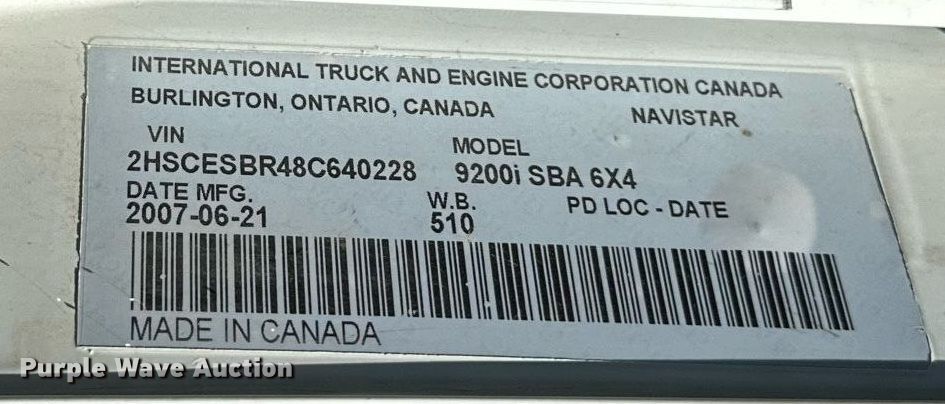 INTERNATIONAL TRUCK AND ENGINE CORPORATION CANADA
BURLINGTON, ONTARIO, CANADA NAVISTAR
VIN MODEL
2HSCESBR48C640228 9200i SBA 6X4
DATE MFG. W.B. PD LOC - DATE
2007-06-21 510
MADE IN CANADA
Purple Wave Auction